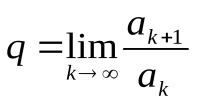 q = lim_{k→∞} a_{k+1} / a_k